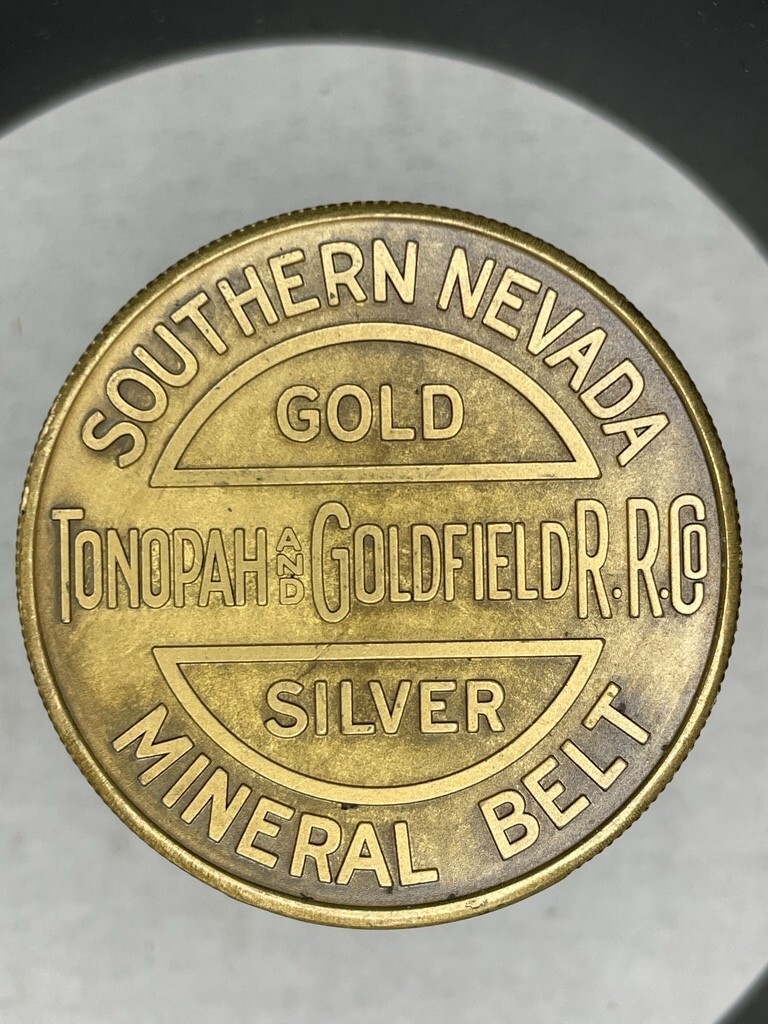 SOUTHERN NEVADA
GOLD
TONOPAH AND GOLDFIELD R.R.CO
SILVER
MINERAL BELT